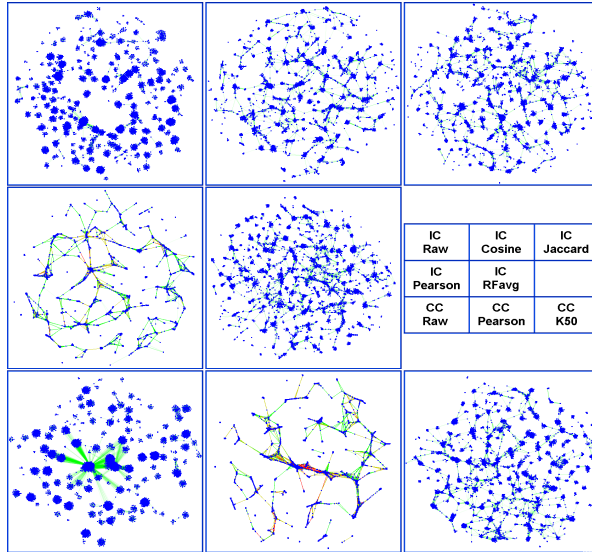 IC IC IC
Raw Cosine Jaccard
IC IC
Pearson RFavg
CC CC CC
Raw Pearson K50